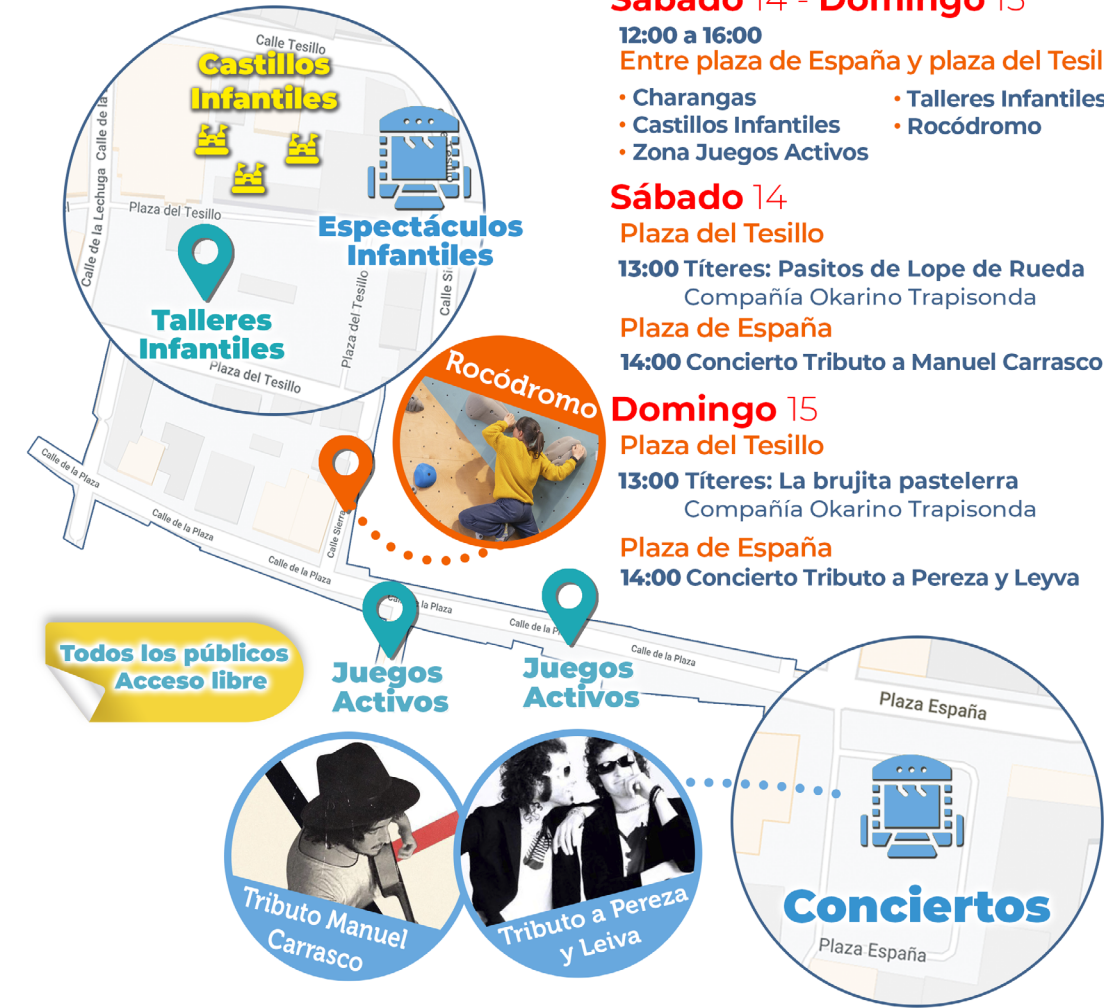 Sábado 14 - Domingo 15
12:00 a 16:00
Entre plaza de España y plaza del Tesil
• Charangas
• Castillos Infantiles
• Zona Juegos Activos
• Talleres Infantiles
• Rocódromo
Sábado 14
Plaza del Tesillo
13:00 Títeres: Pasitos de Lope de Rueda
Compañía Okarino Trapisonda
Plaza de España
14:00 Concierto Tributo a Manuel Carrasco
Domingo 15
Plaza del Tesillo
13:00 Títeres: La brujita pastelerra
Compañía Okarino Trapisonda
Plaza de España
14:00 Concierto Tributo a Pereza y Leyva
Calle Tesillo
Castillos
Infantiles
Calle de la Lechuga
Calle de la
Plaza del Tesillo
Espectáculos
Infantiles
Calle Si
Talleres
Infantiles
Plaza del Tesillo
Plaza del Tesillo
Rocódromo
Calle de la Plaza
Calle de la Plaza
Calle Sierra
Calle de la Plaza
la Plaza
Calle de la P
Calle de la Plaza
Todos los públicos
Acceso libre
Juegos
Activos
Juegos
Activos
Plaza España
Tributo Manuel
Carrasco
Tributo a Pereza
y Leiva
Conciertos
Plaza España